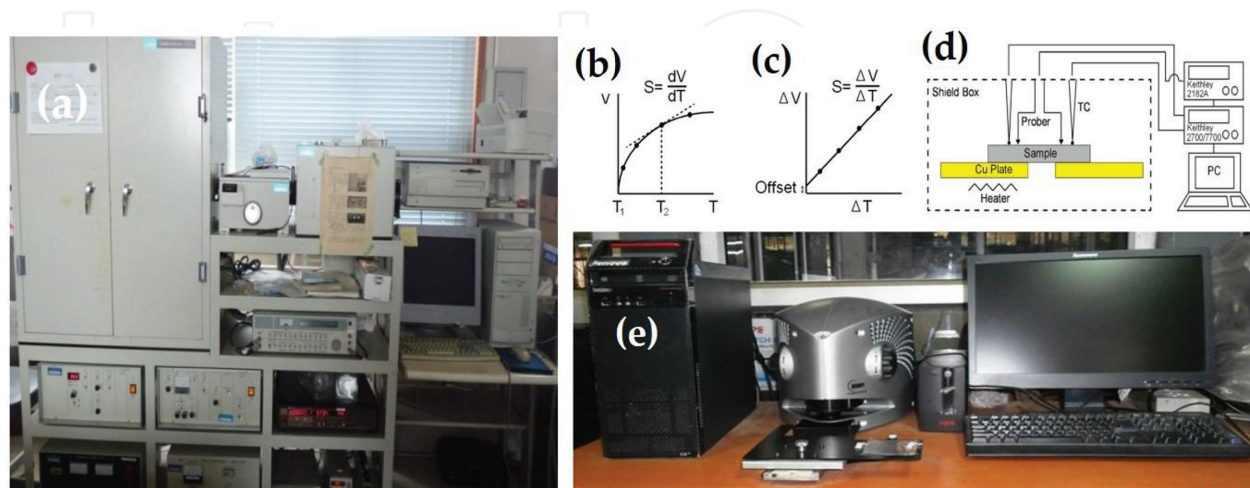 (a)
(b)
V
S= dV/dT
T₁
T₂
T
(c)
ΔV
S= ΔV/ΔT
Offset
ΔT
(d)
Shield Box
TC
Prober
Sample
Cu Plate
Heater
Keithley
2182A
Keithley
2700/7700
PC
(e)
lenovo